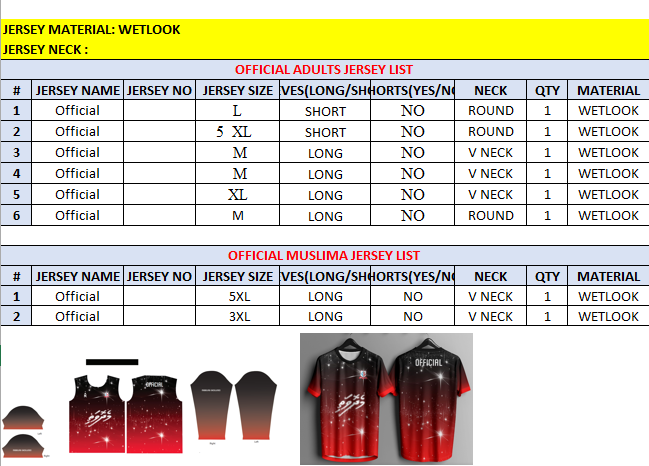 JERSEY MATERIAL: WETLOOK
JERSEY NECK :
OFFICIAL ADULTS JERSEY LIST
# JERSEY NAME JERSEY NO JERSEY SIZE VES(LONG/SH HORTS(YES/NO NECK QTY MATERIAL
1 Official L SHORT NO ROUND 1 WETLOOK
2 Official 5 XL SHORT NO ROUND 1 WETLOOK
3 Official M LONG NO V NECK 1 WETLOOK
4 Official M LONG NO V NECK 1 WETLOOK
5 Official XL LONG NO V NECK 1 WETLOOK
6 Official M LONG NO ROUND 1 WETLOOK
OFFICIAL MUSLIMA JERSEY LIST
# JERSEY NAME JERSEY NO JERSEY SIZE VES(LONG/SH HORTS(YES/NO NECK QTY MATERIAL
1 Official 5XL LONG NO V NECK 1 WETLOOK
2 Official 3XL LONG NO V NECK 1 WETLOOK
OFFICIAL
OFFICIAL